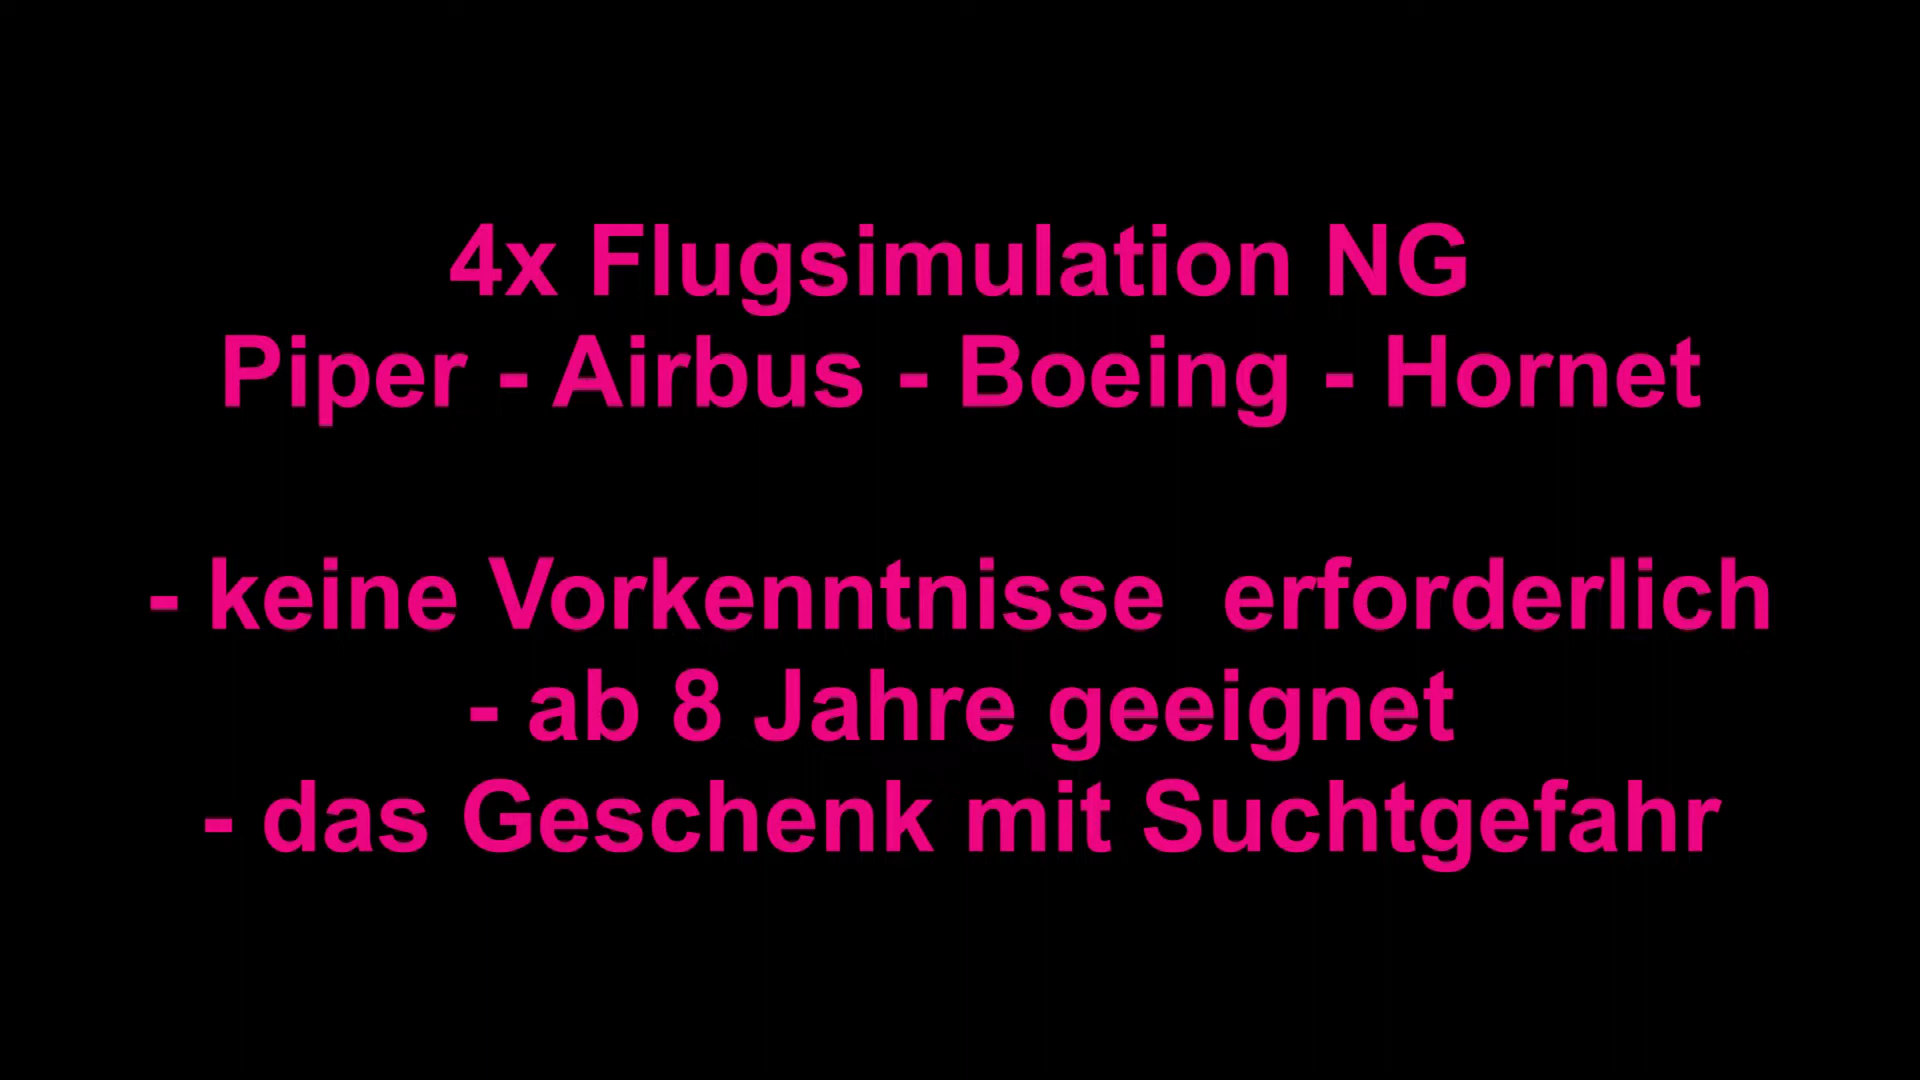 4x Flugsimulation NG
Piper - Airbus - Boeing - Hornet
- keine Vorkenntnisse  erforderlich
- ab 8 Jahre geeignet
- das Geschenk mit Suchtgefahr